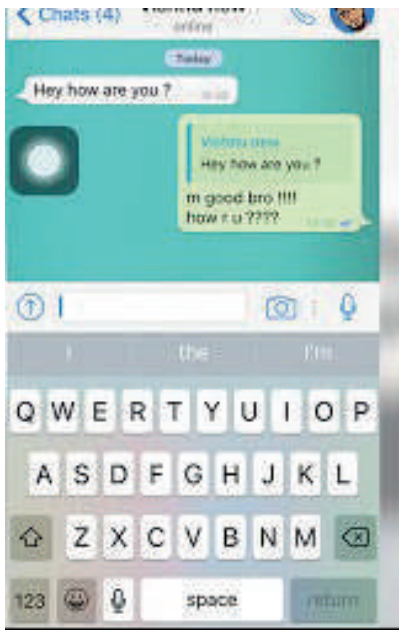 Chats (4)
online
Today
Hey how are you ?
Vishnu new
Hey how are you ?
m good bro !!!!
how r u ????
i the I'm
Q W E R T Y U I O P
A S D F G H J K L
Z X C V B N M
123 space return